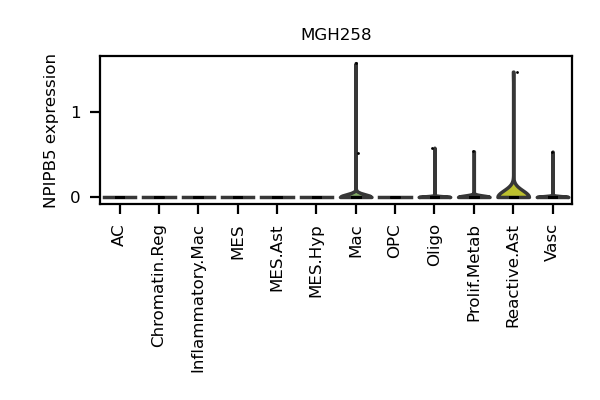 MGH258
NPIPB5 expression
1
0
AC
Chromatin.Reg
Inflammatory.Mac
MES
MES.Ast
MES.Hyp
Mac
OPC
Oligo
Prolif.Metab
Reactive.Ast
Vasc